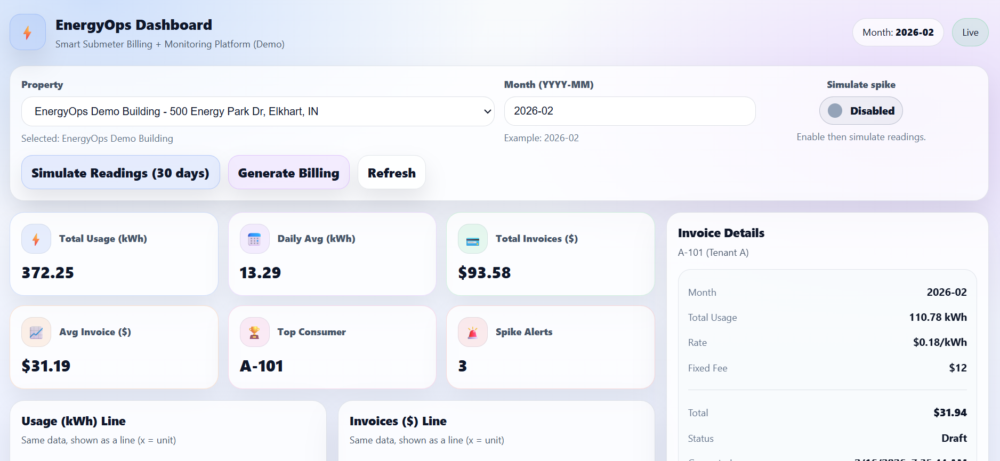 EnergyOps Dashboard
Smart Submeter Billing + Monitoring Platform (Demo)
Month: 2026-02
Live
Property
EnergyOps Demo Building - 500 Energy Park Dr, Elkhart, IN
Selected: EnergyOps Demo Building
Month (YYYY-MM)
2026-02
Example: 2026-02
Simulate spike
Disabled
Enable then simulate readings.
Simulate Readings (30 days)
Generate Billing
Refresh
Total Usage (kWh)
372.25
Daily Avg (kWh)
13.29
Total Invoices ($)
$93.58
Avg Invoice ($)
$31.19
Top Consumer
A-101
Spike Alerts
3
Usage (kWh) Line
Same data, shown as a line (x = unit)
Invoices ($) Line
Same data, shown as a line (x = unit)
Invoice Details
A-101 (Tenant A)
Month 2026-02
Total Usage 110.78 kWh
Rate $0.18/kWh
Fixed Fee $12
Total $31.94
Status Draft